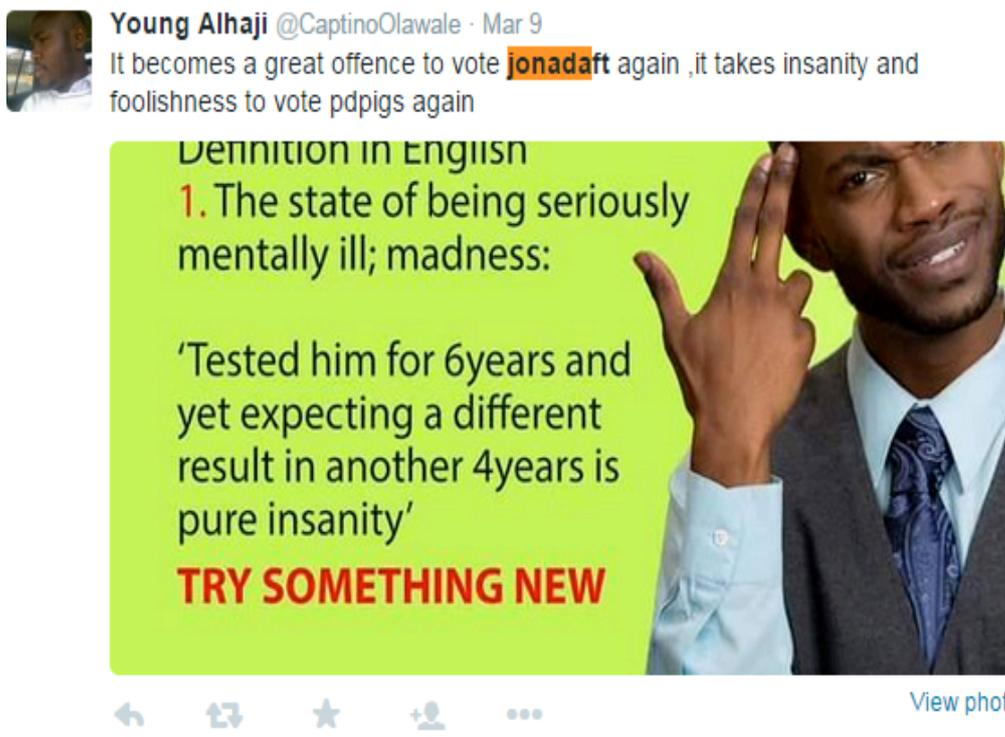 Young Alhaji @CaptinoOlawale · Mar 9
It becomes a great offence to vote jonadaft again ,it takes insanity and
foolishness to vote pdpigs again
Definition in English
1. The state of being seriously
mentally ill; madness:
‘Tested him for 6years and
yet expecting a different
result in another 4years is
pure insanity’
TRY SOMETHING NEW
View phot